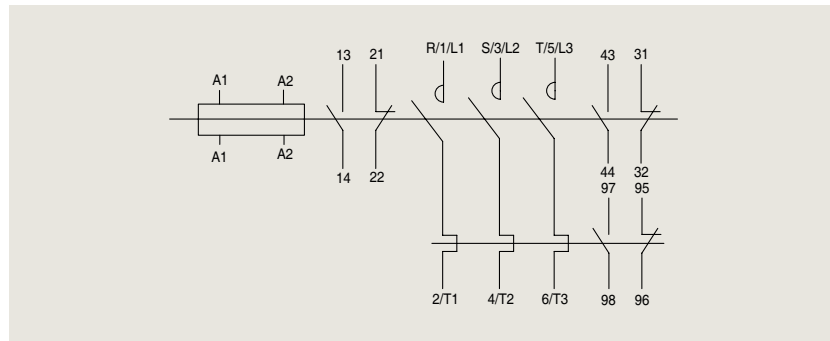 R/1/L1 S/3/L2 T/5/L3
13 21 43 31
A1 A2
A1 A2
14 22 44 32
97 95
2/T1 4/T2 6/T3 98 96